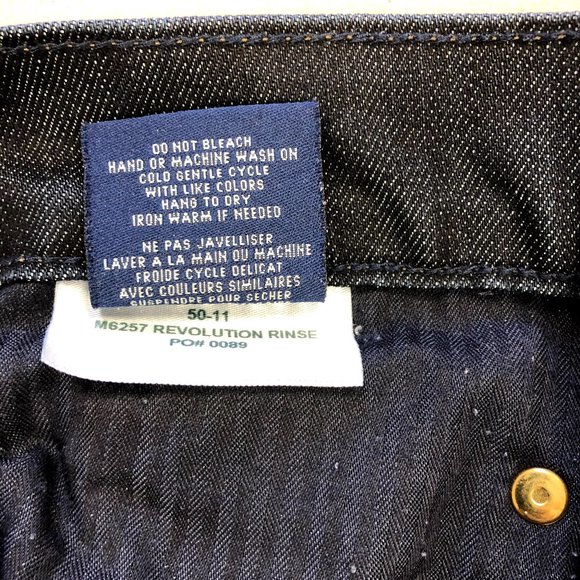 DO NOT BLEACH
HAND OR MACHINE WASH ON
COLD GENTLE CYCLE
WITH LIKE COLORS
HANG TO DRY
IRON WARM IF NEEDED
NE PAS JAVELLISER
LAVER A LA MAIN OU MACHINE
FROIDE CYCLE DELICAT
AVEC COULEURS SIMILAIRES
SUSPENDRE POUR SECHER
50-11
M6257 REVOLUTION RINSE
PO# 0089